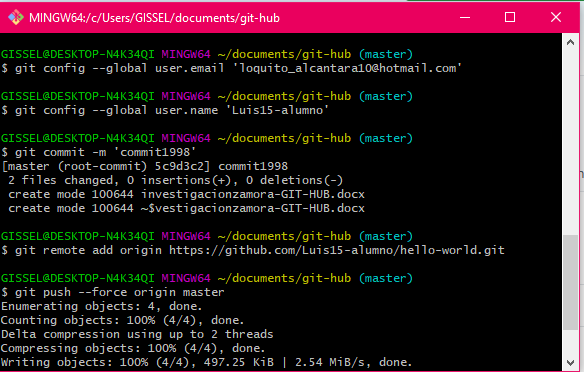 MINGW64:/c/Users/GISSEL/documents/git-hub
GISSEL@DESKTOP-N4K34QI MINGW64 ~/documents/git-hub (master)
$ git config --global user.email 'loquito_alcantara10@hotmail.com'
GISSEL@DESKTOP-N4K34QI MINGW64 ~/documents/git-hub (master)
$ git config --global user.name 'Luis15-alumno'
GISSEL@DESKTOP-N4K34QI MINGW64 ~/documents/git-hub (master)
$ git commit -m 'commit1998'
[master (root-commit) 5c9d3c2] commit1998
2 files changed, 0 insertions(+), 0 deletions(-)
create mode 100644 investigacionzamora-GIT-HUB.docx
create mode 100644 ~$vestigacionzamora-GIT-HUB.docx
GISSEL@DESKTOP-N4K34QI MINGW64 ~/documents/git-hub (master)
$ git remote add origin https://github.com/Luis15-alumno/hello-world.git
GISSEL@DESKTOP-N4K34QI MINGW64 ~/documents/git-hub (master)
$ git push --force origin master
Enumerating objects: 4, done.
Counting objects: 100% (4/4), done.
Delta compression using up to 2 threads
Compressing objects: 100% (4/4), done.
Writing objects: 100% (4/4), 497.25 KiB | 2.54 MiB/s, done.